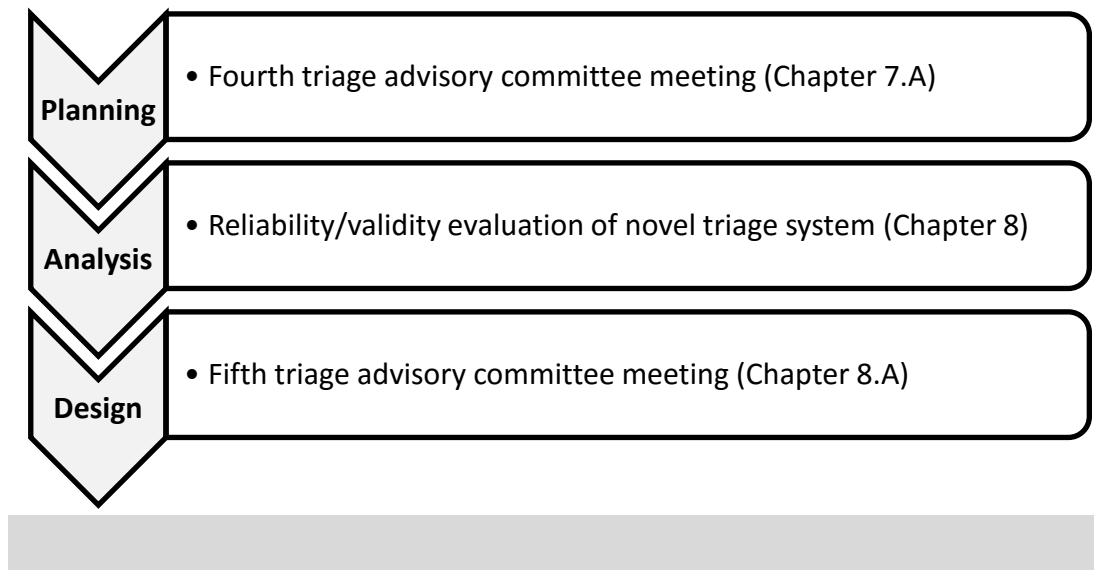 Planning
• Fourth triage advisory committee meeting (Chapter 7.A)
Analysis
• Reliability/validity evaluation of novel triage system (Chapter 8)
Design
• Fifth triage advisory committee meeting (Chapter 8.A)